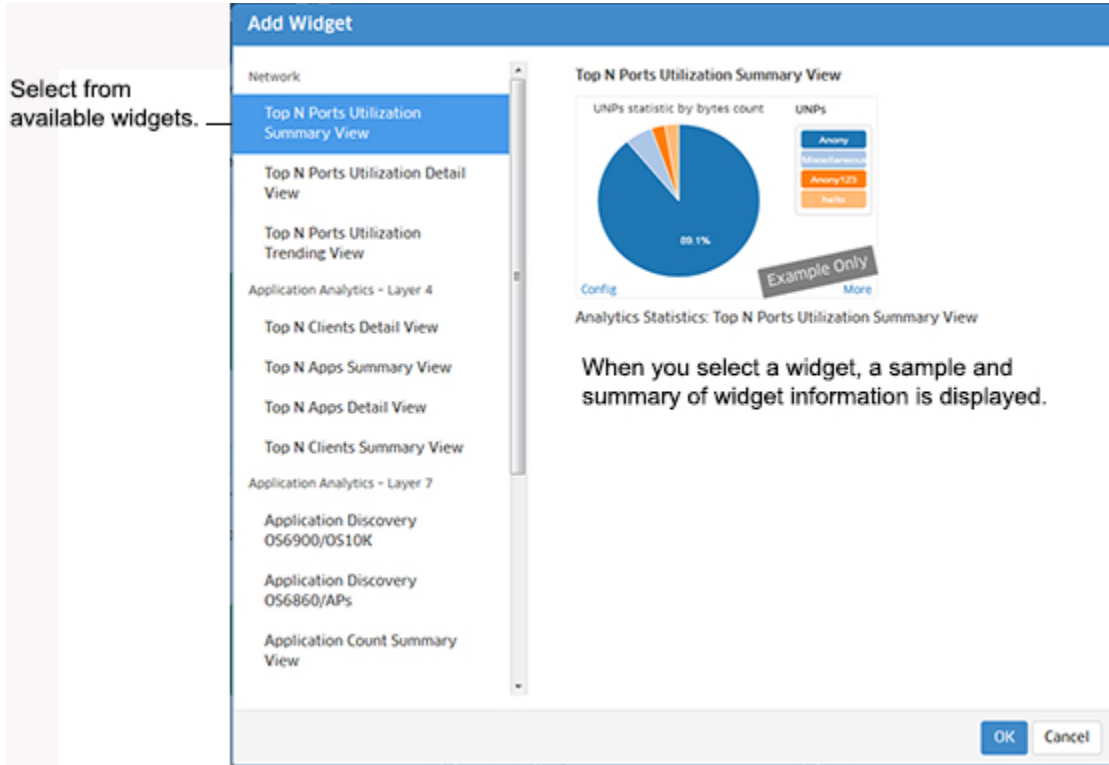 Add Widget
Select from
available widgets.
Network
Top N Ports Utilization
Summary View
Top N Ports Utilization Detail
View
Top N Ports Utilization
Trending View
Application Analytics - Layer 4
Top N Clients Detail View
Top N Apps Summary View
Top N Apps Detail View
Top N Clients Summary View
Application Analytics - Layer 7
Application Discovery
OS6900/OS10K
Application Discovery
OS6860/APs
Application Count Summary
View
Top N Ports Utilization Summary View
UNPs statistic by bytes count
UNPs
Anony
Miscellaneous
Anony123
hello
89.1%
Example Only
Config
More
Analytics Statistics: Top N Ports Utilization Summary View
When you select a widget, a sample and
summary of widget information is displayed.
OK
Cancel